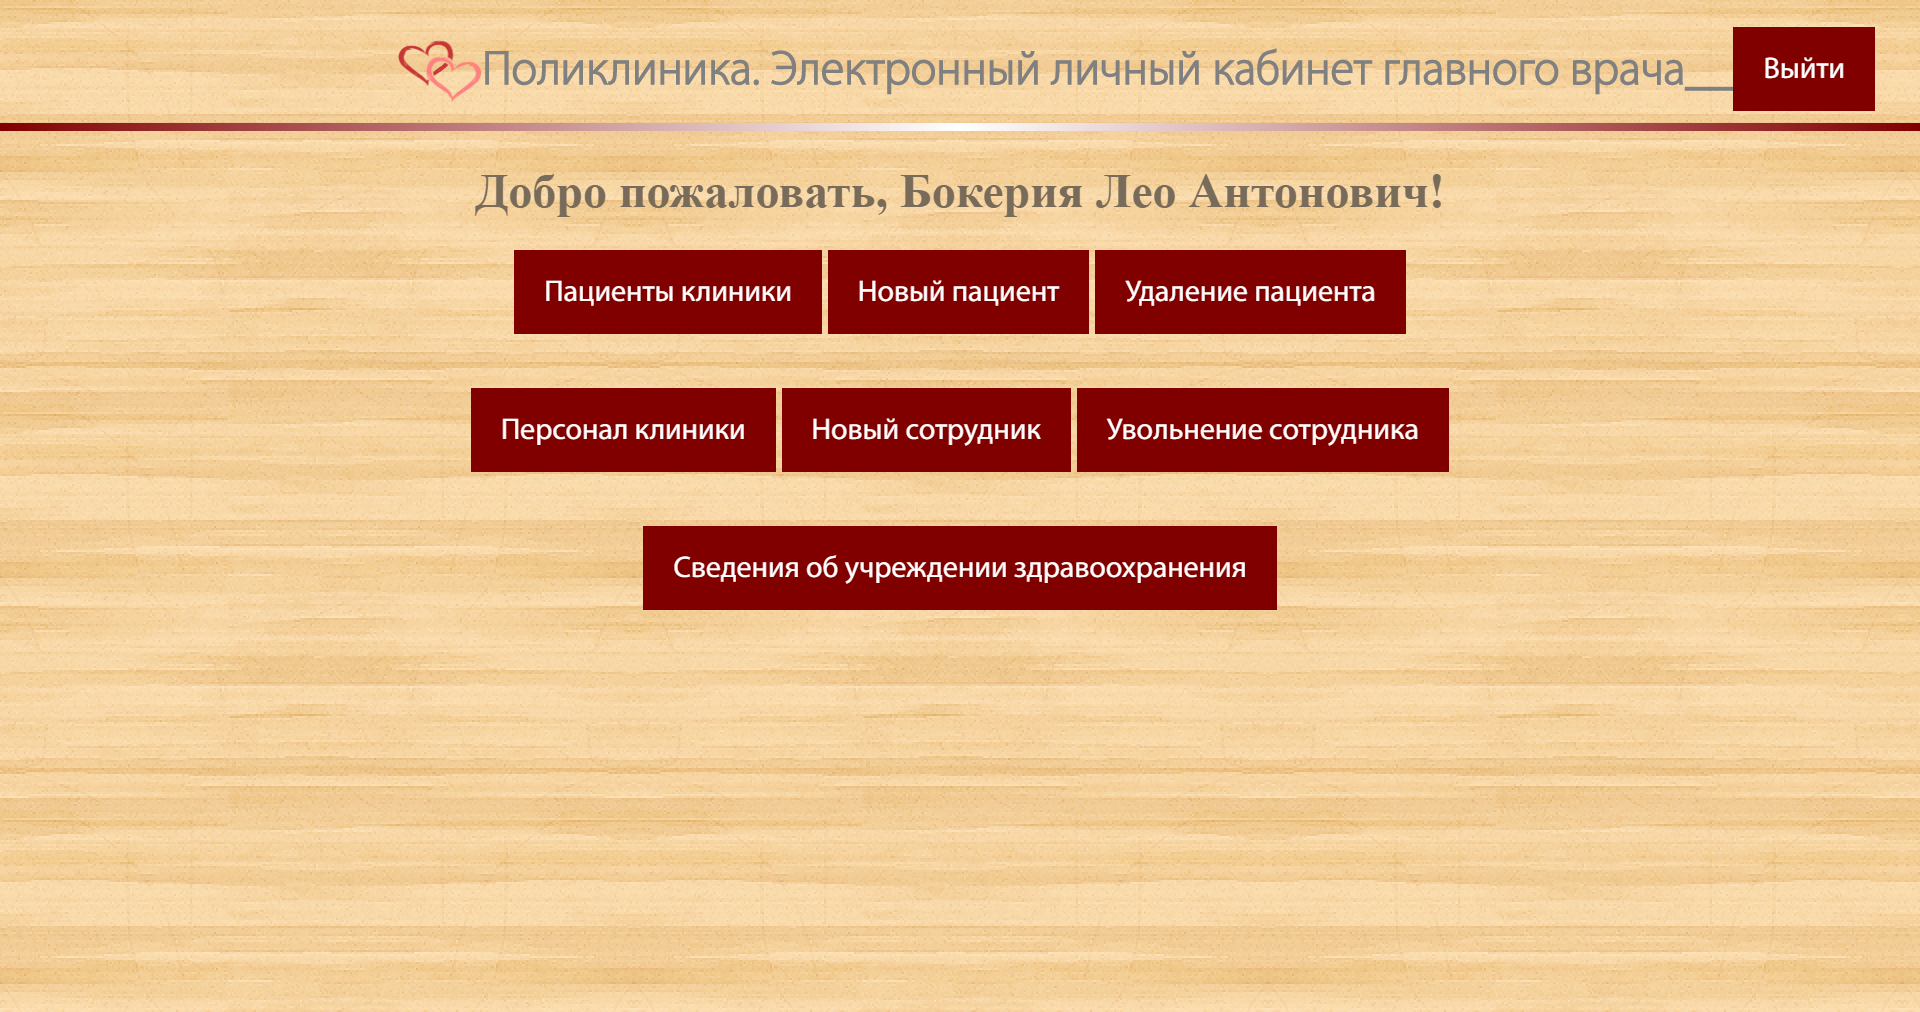 Поликлиника. Электронный личный кабинет главного врача__ Выйти
Добро пожаловать, Бокерия Лео Антонович!
Пациенты клиники Новый пациент Удаление пациента
Персонал клиники Новый сотрудник Увольнение сотрудника
Сведения об учреждении здравоохранения